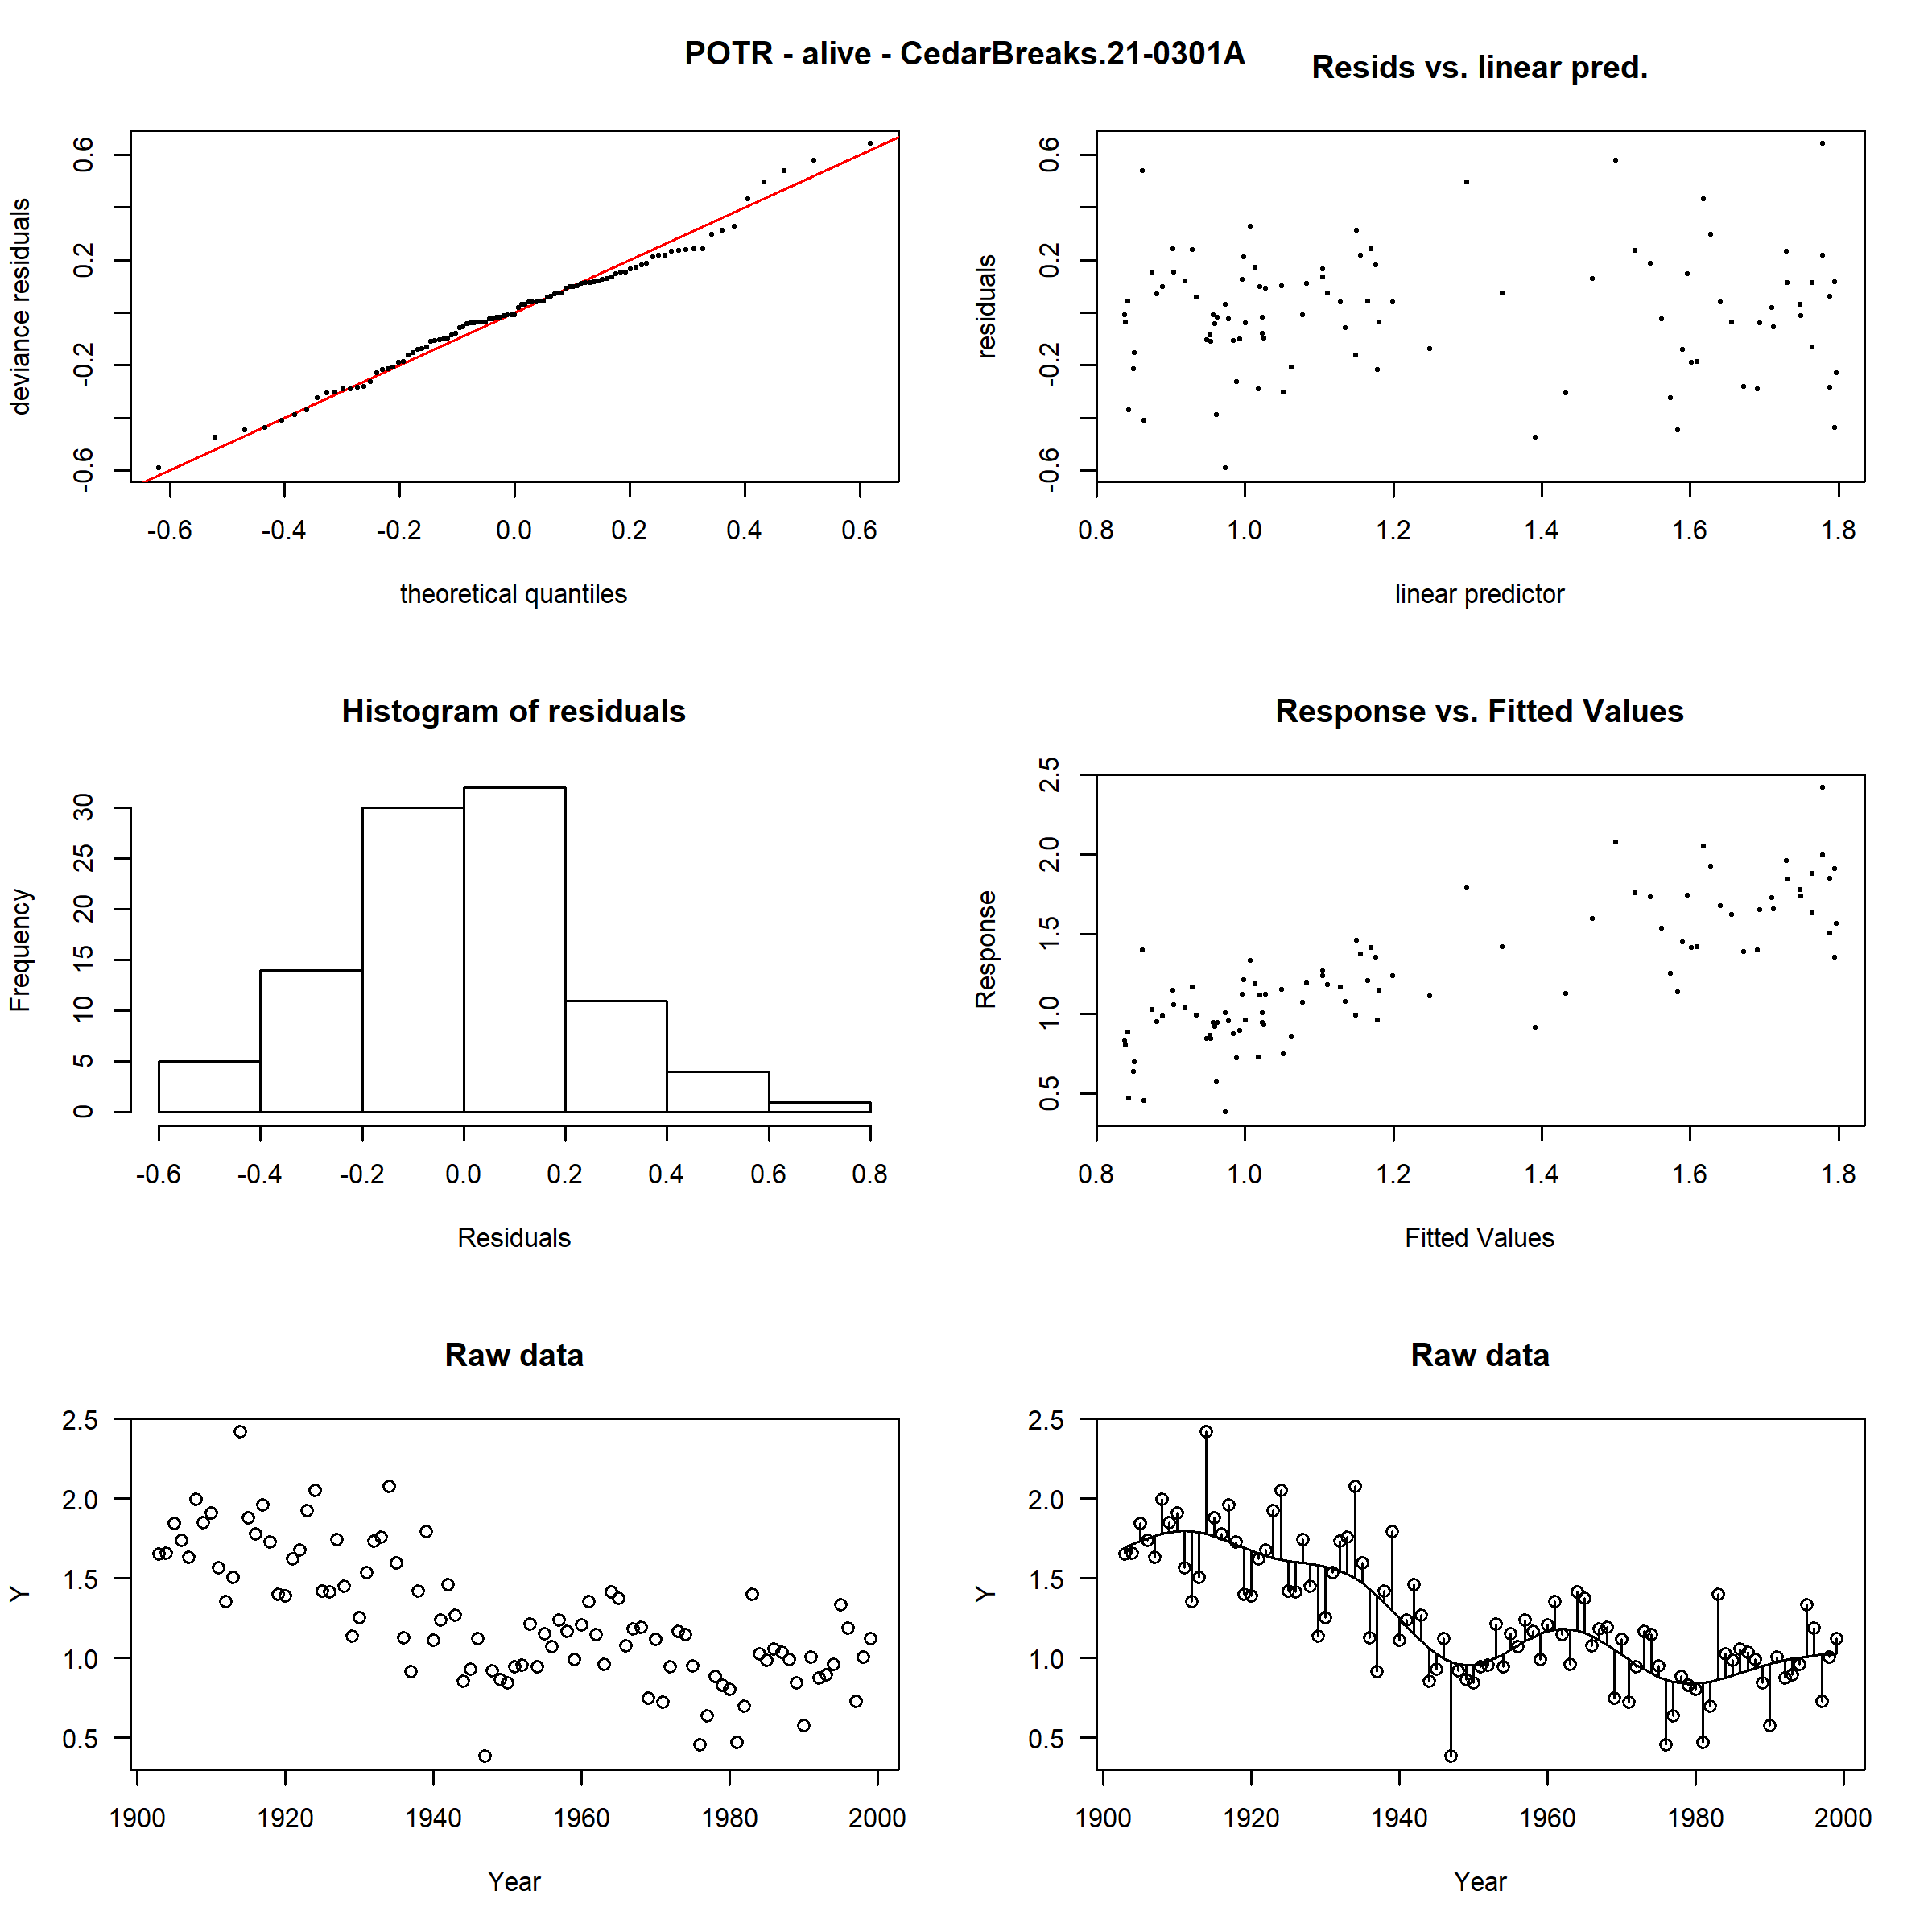 POTR - alive - CedarBreaks.21-0301A
Resids vs. linear pred.
deviance residuals
-0.6 -0.2 0.2 0.6
-0.6 -0.4 -0.2 0.0 0.2 0.4 0.6
theoretical quantiles
residuals
-0.6 -0.2 0.2 0.6
0.8 1.0 1.2 1.4 1.6 1.8
linear predictor
Histogram of residuals
Frequency
0 5 10 15 20 25 30
-0.6 -0.4 -0.2 0.0 0.2 0.4 0.6 0.8
Residuals
Response vs. Fitted Values
Response
0.5 1.0 1.5 2.0 2.5
0.8 1.0 1.2 1.4 1.6 1.8
Fitted Values
Raw data
Y
2.5
2.0
1.5
1.0
0.5
1900 1920 1940 1960 1980 2000
Year
Raw data
Y
2.5
2.0
1.5
1.0
0.5
1900 1920 1940 1960 1980 2000
Year